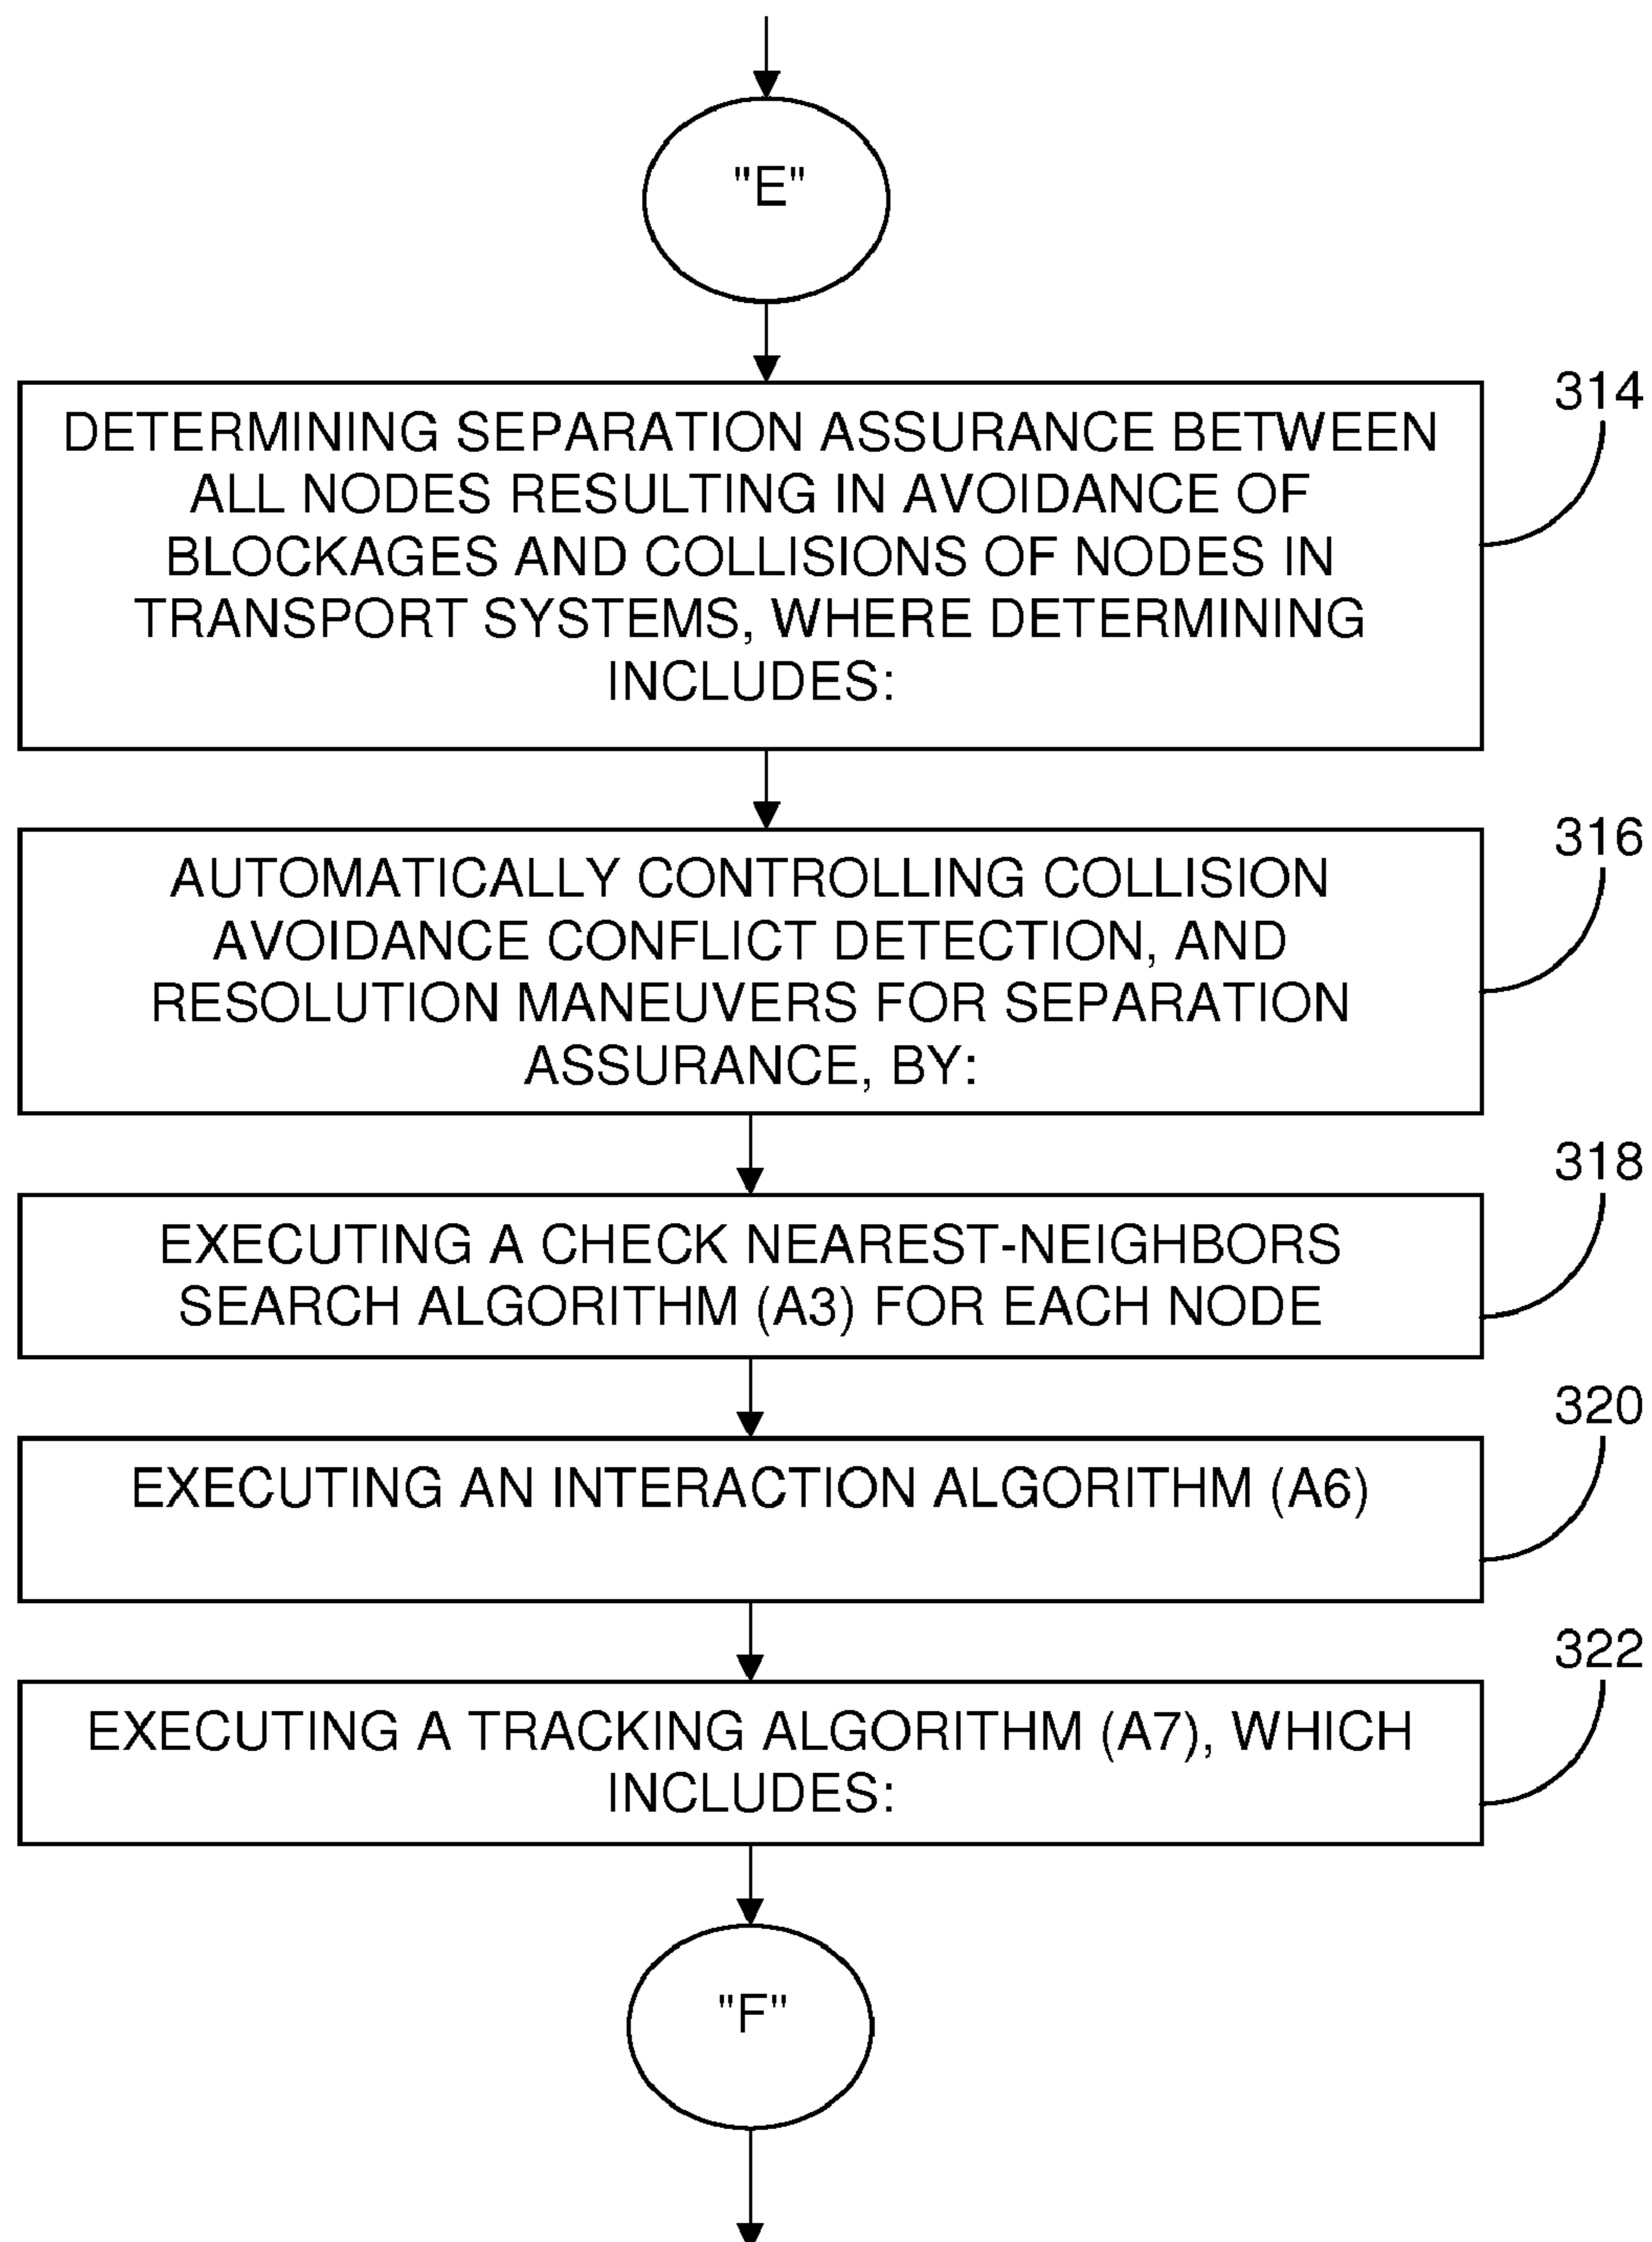 "E"
314
DETERMINING SEPARATION ASSURANCE BETWEEN
ALL NODES RESULTING IN AVOIDANCE OF
BLOCKAGES AND COLLISIONS OF NODES IN
TRANSPORT SYSTEMS, WHERE DETERMINING
INCLUDES:
316
AUTOMATICALLY CONTROLLING COLLISION
AVOIDANCE CONFLICT DETECTION, AND
RESOLUTION MANEUVERS FOR SEPARATION
ASSURANCE, BY:
318
EXECUTING A CHECK NEAREST-NEIGHBORS
SEARCH ALGORITHM (A3) FOR EACH NODE
320
EXECUTING AN INTERACTION ALGORITHM (A6)
322
EXECUTING A TRACKING ALGORITHM (A7), WHICH
INCLUDES:
"F"